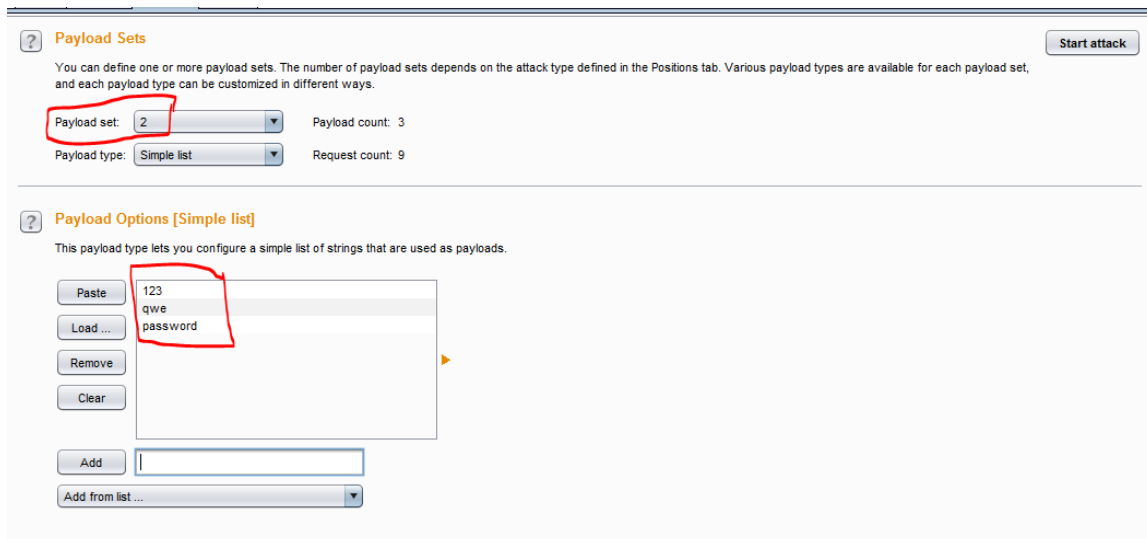 ? Payload Sets Start attack
You can define one or more payload sets. The number of payload sets depends on the attack type defined in the Positions tab. Various payload types are available for each payload set,
and each payload type can be customized in different ways.
Payload set: 2 Payload count: 3
Payload type: Simple list Request count: 9
? Payload Options [Simple list]
This payload type lets you configure a simple list of strings that are used as payloads.
Paste 123
qwe
Load ... password
Remove
Clear
Add
Add from list ...